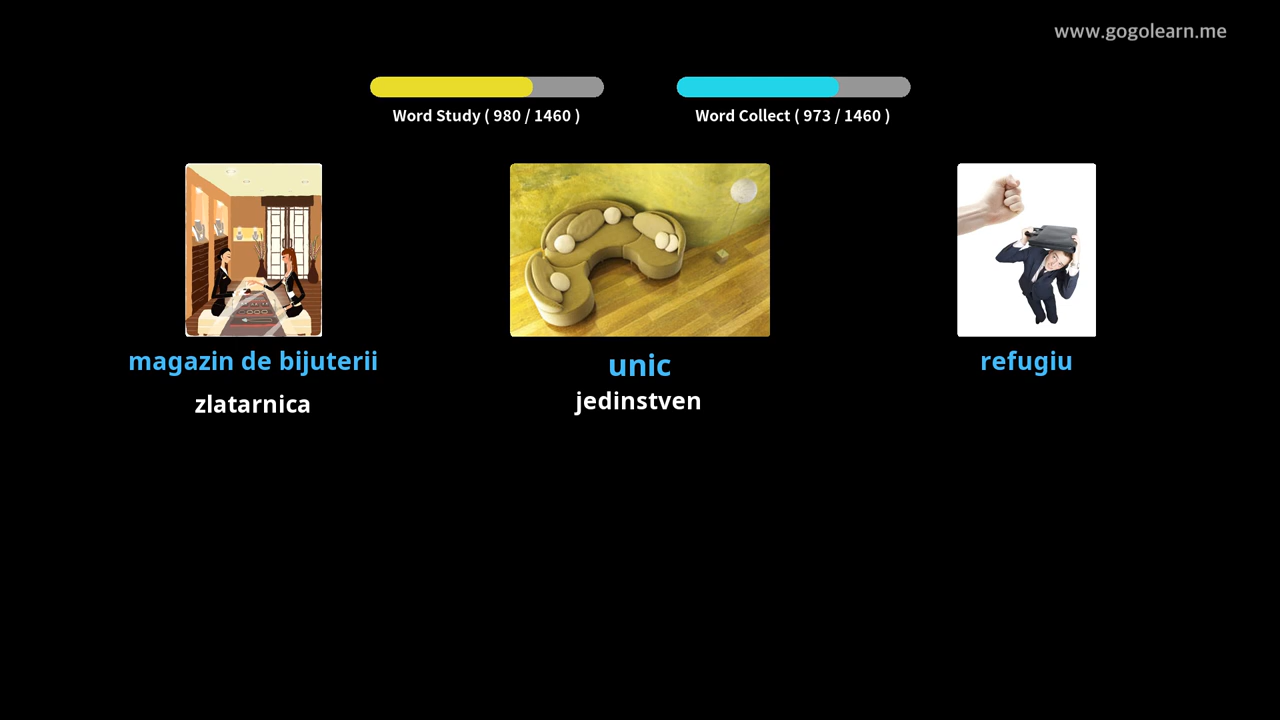 www.gogolearn.me
Word Study ( 980 / 1460 )
Word Collect ( 973 / 1460 )
magazin de bijuterii
zlatarnica
unic
jedinstven
refugiu